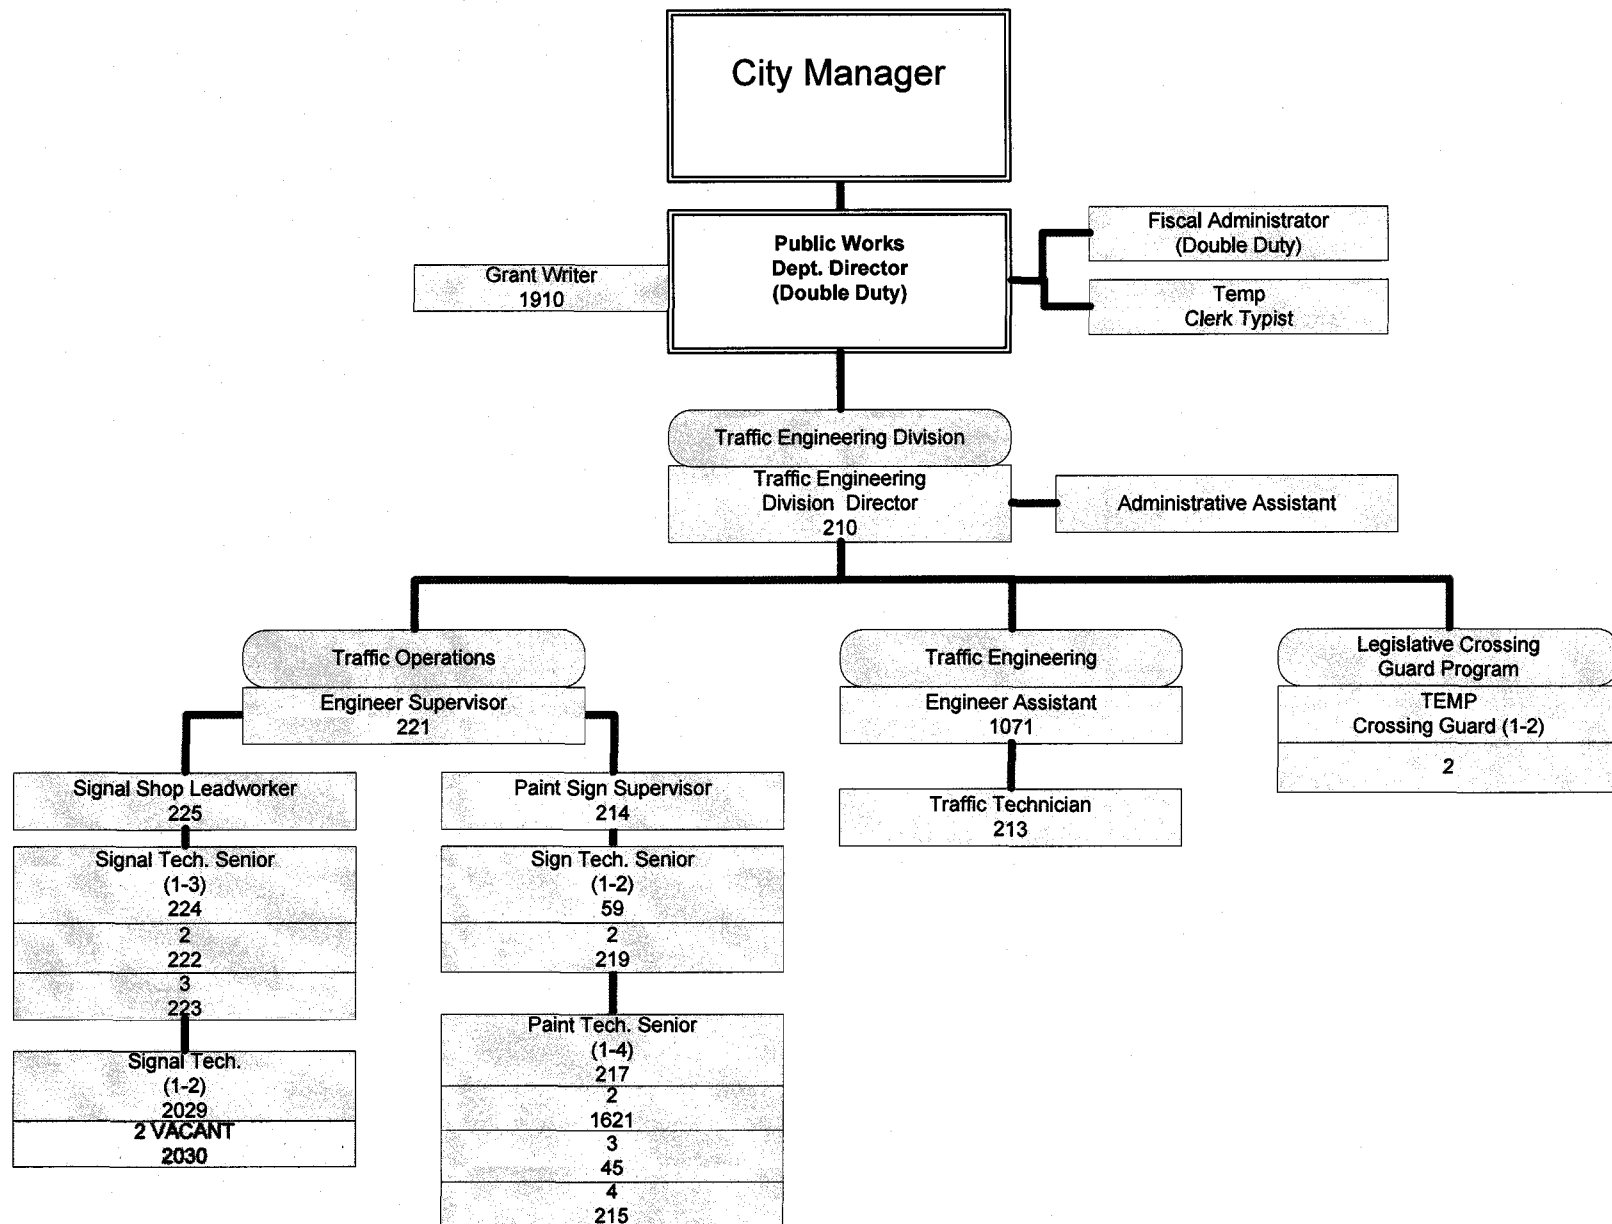 City Manager
Public Works
Dept. Director
(Double Duty)
Grant Writer
1910
Fiscal Administrator
(Double Duty)
Temp
Clerk Typist
Traffic Engineering Division
Traffic Engineering
Division Director
210
Administrative Assistant
Traffic Operations
Engineer Supervisor
221
Signal Shop Leadworker
225
Signal Tech. Senior
(1-3)
224
2
222
3
223
Signal Tech.
(1-2)
2029
2 VACANT
2030
Paint Sign Supervisor
214
Sign Tech. Senior
(1-2)
59
2
219
Paint Tech. Senior
(1-4)
217
2
1621
3
45
4
215
Traffic Engineering
Engineer Assistant
1071
Traffic Technician
213
Legislative Crossing
Guard Program
TEMP
Crossing Guard (1-2)
2